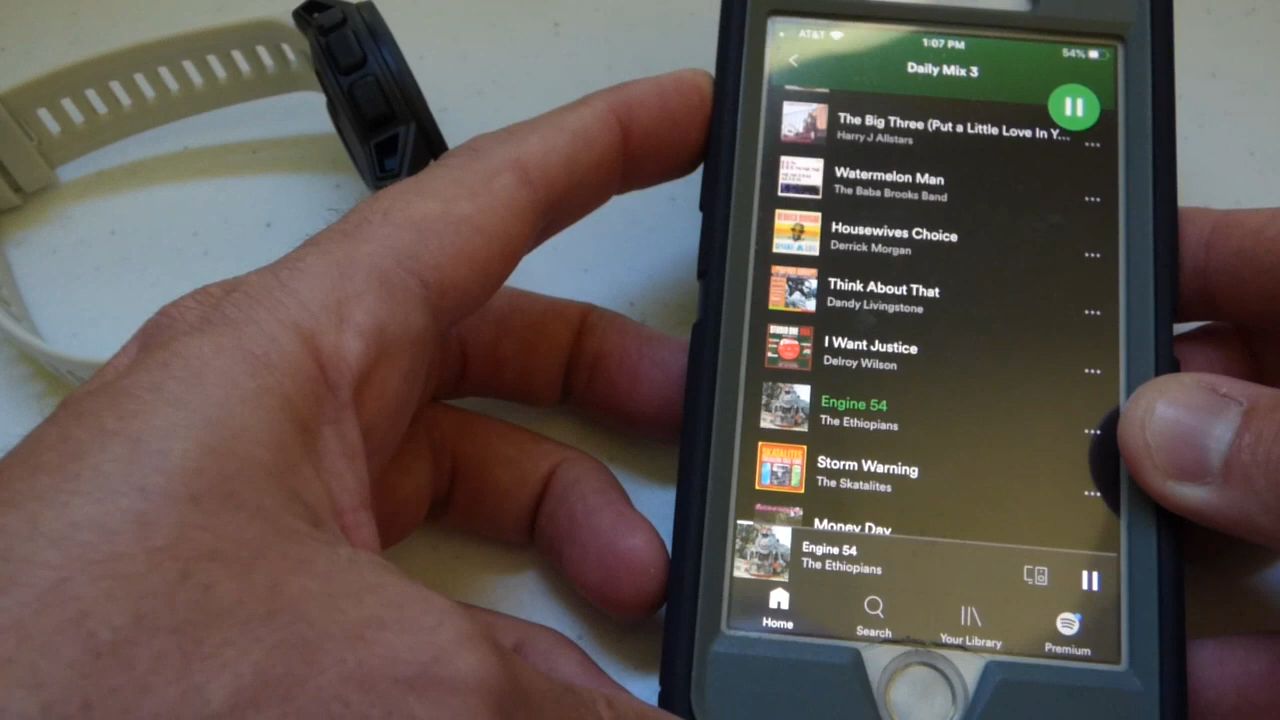 AT&T
1:07 PM
54%
Daily Mix 3
The Big Three (Put a Little Love In Y...
Harry J Allstars
Watermelon Man
The Baba Brooks Band
Housewives Choice
Derrick Morgan
Think About That
Dandy Livingstone
I Want Justice
Delroy Wilson
Engine 54
The Ethiopians
Storm Warning
The Skatalites
Money Day
Engine 54
The Ethiopians
Home
Search
Your Library
Premium